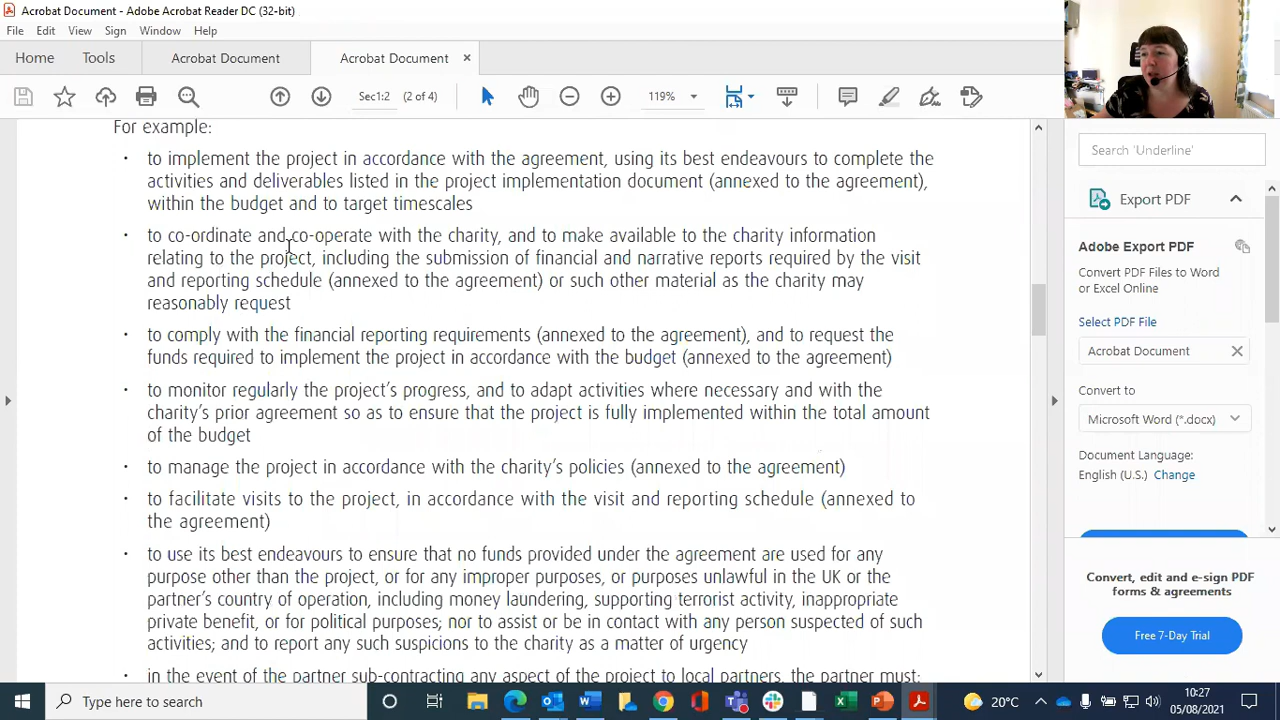 Acrobat Document - Adobe Acrobat Reader DC (32-bit)
File Edit View Sign Window Help
Home Tools Acrobat Document Acrobat Document ×
Sec1:2 (2 of 4) 119%
For example:
· to implement the project in accordance with the agreement, using its best endeavours to complete the
activities and deliverables listed in the project implementation document (annexed to the agreement),
within the budget and to target timescales
· to co-ordinate and co-operate with the charity, and to make available to the charity information
relating to the project, including the submission of financial and narrative reports required by the visit
and reporting schedule (annexed to the agreement) or such other material as the charity may
reasonably request
· to comply with the financial reporting requirements (annexed to the agreement), and to request the
funds required to implement the project in accordance with the budget (annexed to the agreement)
· to monitor regularly the project's progress, and to adapt activities where necessary and with the
charity's prior agreement so as to ensure that the project is fully implemented within the total amount
of the budget
· to manage the project in accordance with the charity's policies (annexed to the agreement)
· to facilitate visits to the project, in accordance with the visit and reporting schedule (annexed to
the agreement)
· to use its best endeavours to ensure that no funds provided under the agreement are used for any
purpose other than the project, or for any improper purposes, or purposes unlawful in the UK or the
partner's country of operation, including money laundering, supporting terrorist activity, inappropriate
private benefit, or for political purposes; nor to assist or be in contact with any person suspected of such
activities; and to report any such suspicions to the charity as a matter of urgency
· in the event of the partner sub-contracting any aspect of the project to local partners, the partner must:
Search 'Underline'
Export PDF
Adobe Export PDF
Convert PDF Files to Word
or Excel Online
Select PDF File
Acrobat Document
Convert to
Microsoft Word (*.docx)
Document Language:
English (U.S.) Change
Convert, edit and e-sign PDF
forms & agreements
Free 7-Day Trial
Type here to search
20°C
10:27
05/08/2021